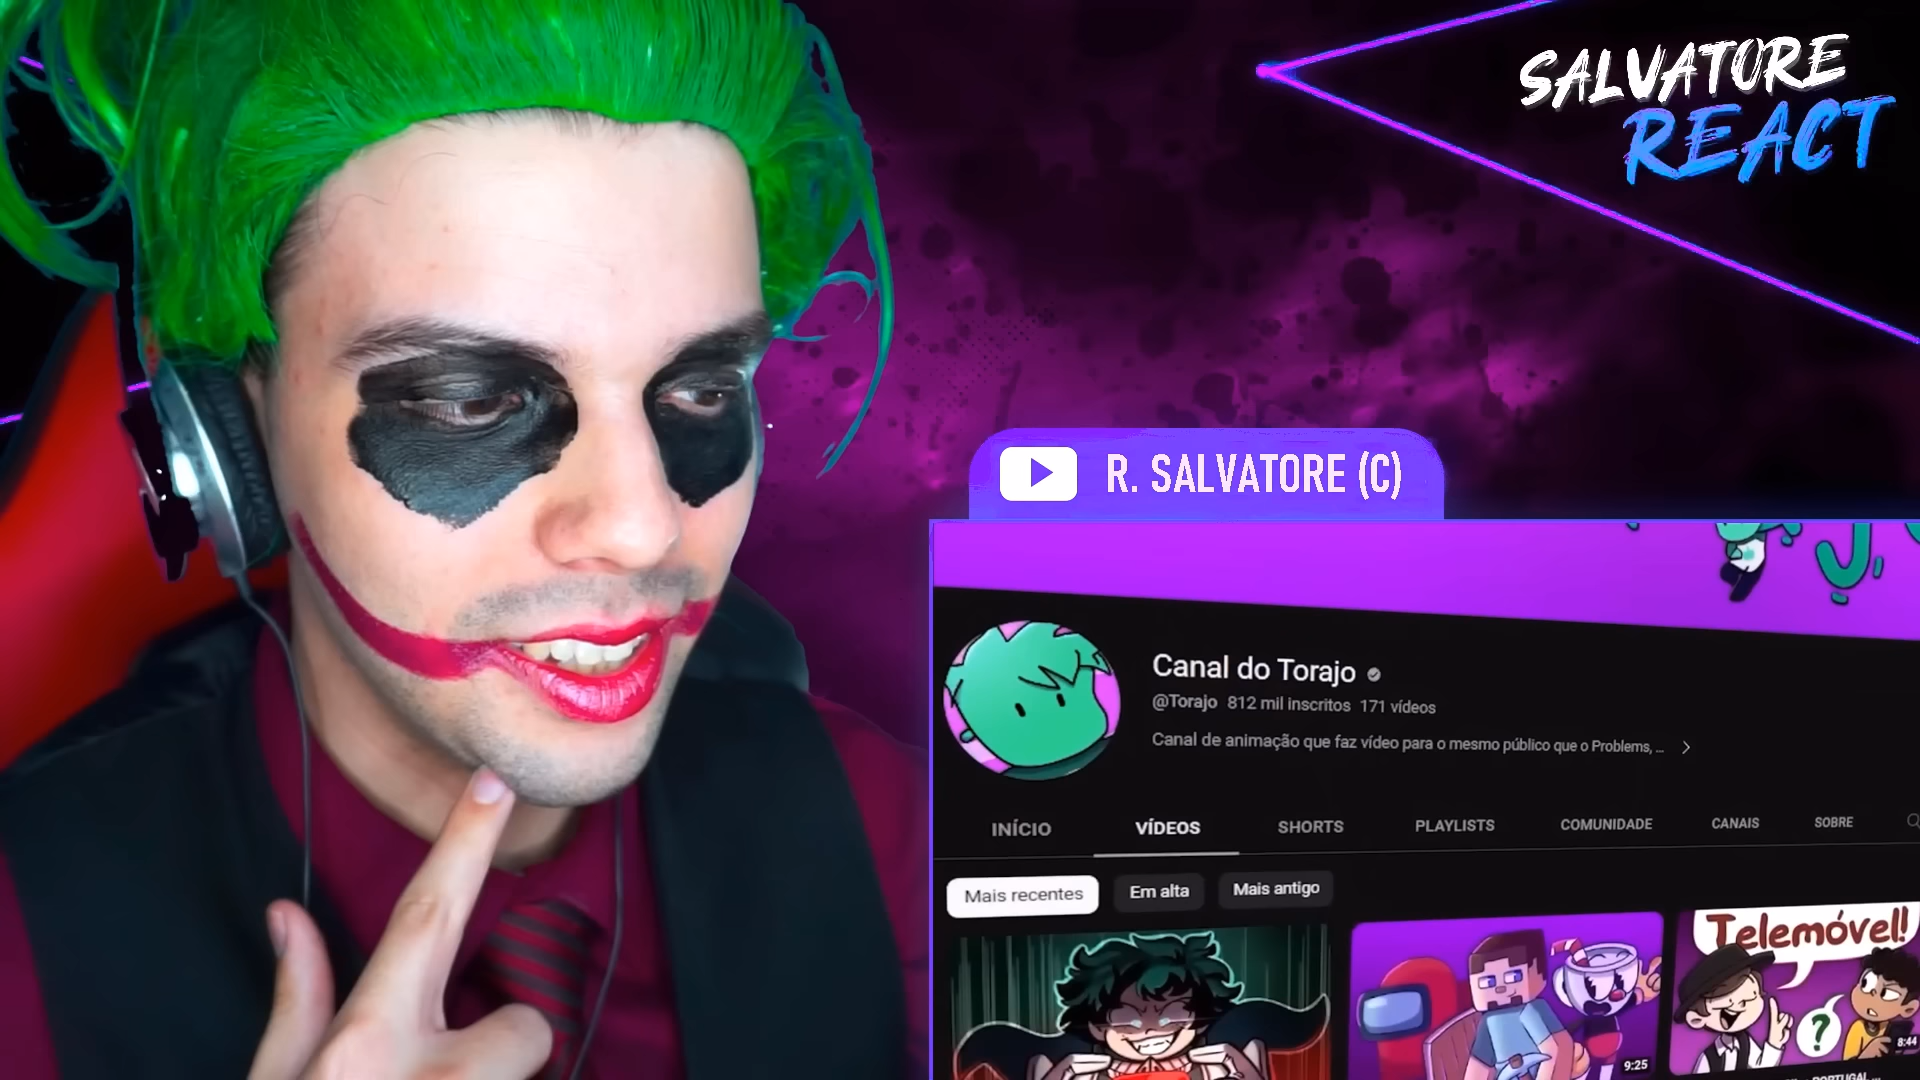 SALVATORE
REACT
R. SALVATORE (C)
Canal do Torajo
@Torajo 812 mil inscritos 171 vídeos
Canal de animação que faz vídeo para o mesmo público que o Problems, ...
INÍCIO VÍDEOS SHORTS PLAYLISTS COMUNIDADE CANAIS SOBRE
Mais recentes Em alta Mais antigo
Telemóvel!
?
9:25
8:44
PORTUGAL...